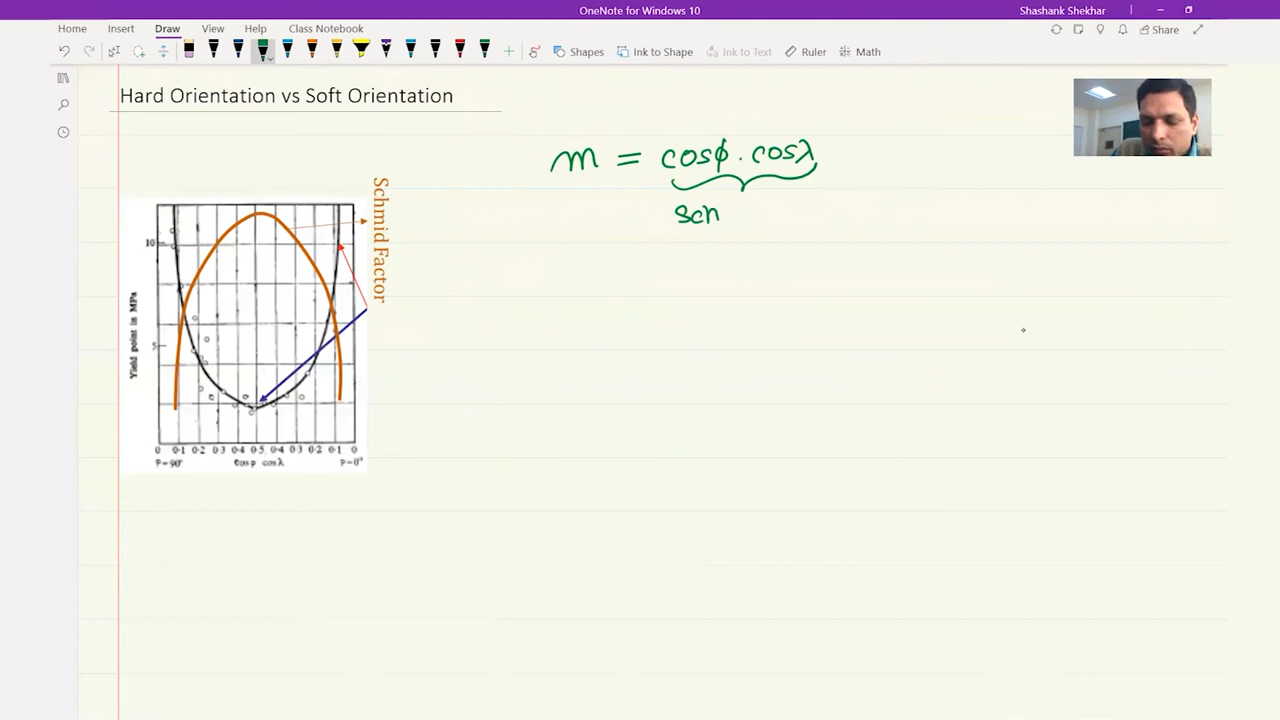 OneNote for Windows 10
Shashank Shekhar
Home Insert Draw View Help Class Notebook
Share
Shapes Ink to Shape Ink to Text Ruler Math
Hard Orientation vs Soft Orientation
m = cosφ . cosλ
sch
Schmid Factor
10
5
Yield point in MPa
0 0·1 0·2 0·3 0·4 0·5 0·4 0·3 0·2 0·1 0
P=90° Cos p cosλ P=0°